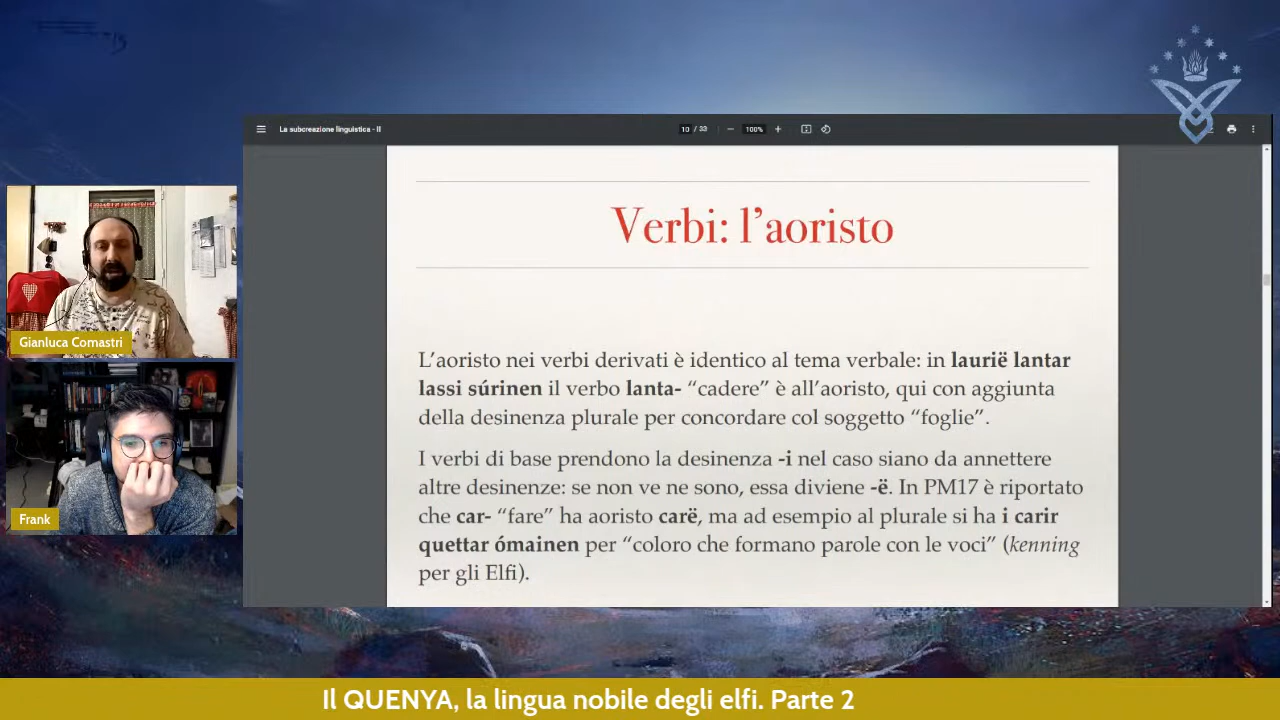 La subcreazione linguistica - II
10 / 33
100%
Verbi: l’aoristo
L’aoristo nei verbi derivati è identico al tema verbale: in laurië lantar
lassi súrinen il verbo lanta- “cadere” è all’aoristo, qui con aggiunta
della desinenza plurale per concordare col soggetto “foglie”.
I verbi di base prendono la desinenza -i nel caso siano da annettere
altre desinenze: se non ve ne sono, essa diviene -ë. In PM17 è riportato
che car- “fare” ha aoristo carë, ma ad esempio al plurale si ha i carir
quettar ómainen per “coloro che formano parole con le voci” (kenning
per gli Elfi).
Gianluca Comastri
Frank
Il QUENYA, la lingua nobile degli elfi. Parte 2